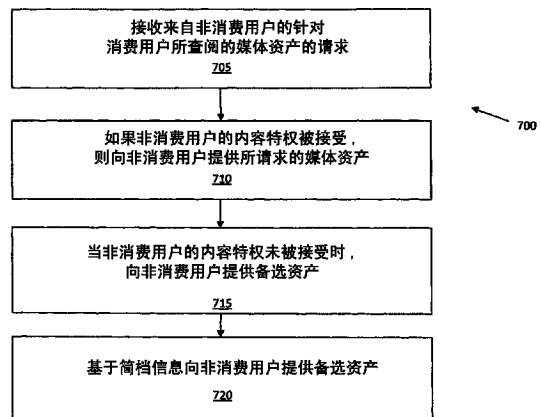 接收来自非消费用户的针对
消费用户所查阅的媒体资产的请求
705
700
如果非消费用户的内容特权被接受，
则向非消费用户提供所请求的媒体资产
710
当非消费用户的内容特权未被接受时，
向非消费用户提供备选资产
715
基于简档信息向非消费用户提供备选资产
720